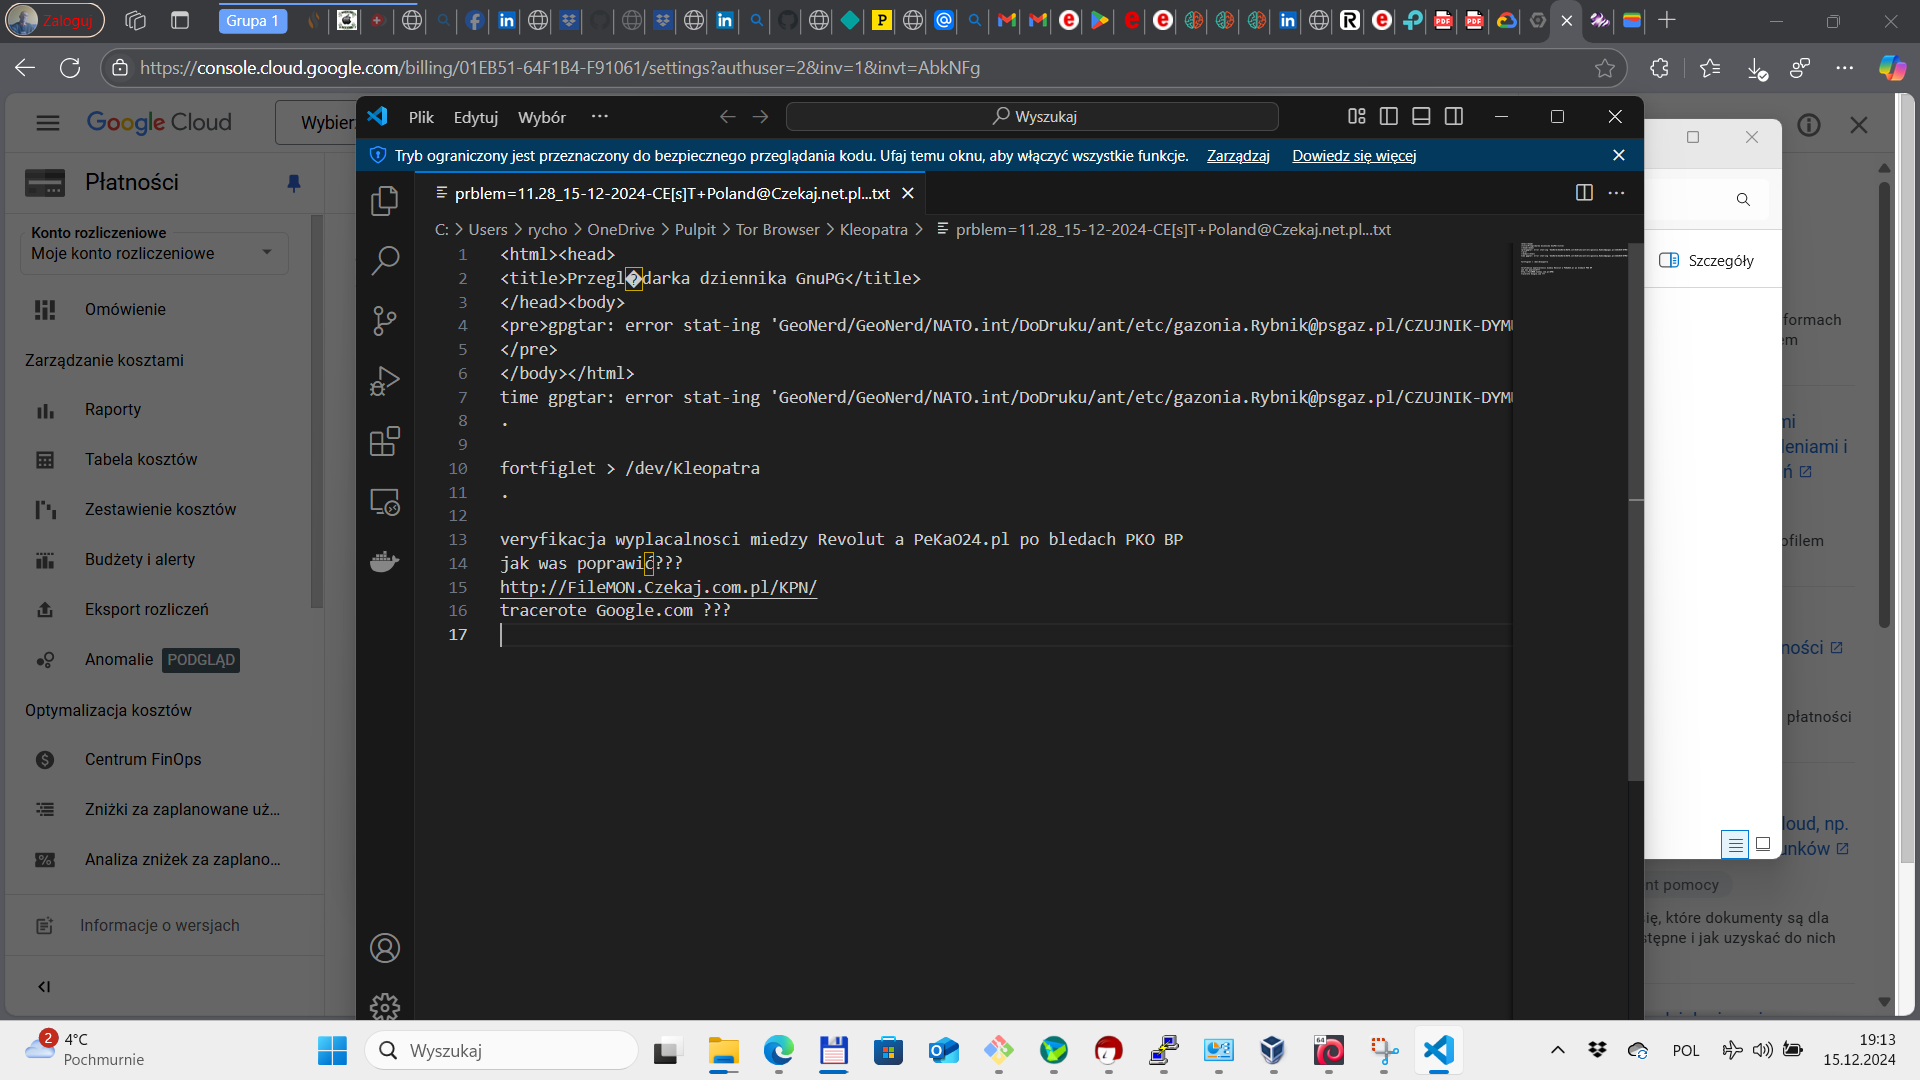 Zaloguj
Grupa 1
https://console.cloud.google.com/billing/01EB51-64F1B4-F91061/settings?authuser=2&inv=1&invt=AbkNFg
Google Cloud
Wybier
Płatności
Konto rozliczeniowe
Moje konto rozliczeniowe
Omówienie
Zarządzanie kosztami
Raporty
Tabela kosztów
Zestawienie kosztów
Budżety i alerty
Eksport rozliczeń
Anomalie PODGLĄD
Optymalizacja kosztów
Centrum FinOps
Zniżki za zaplanowane uż...
Analiza zniżek za zaplano...
Informacje o wersjach
Plik Edytuj Wybór ...
Wyszukaj
Tryb ograniczony jest przeznaczony do bezpiecznego przeglądania kodu. Ufaj temu oknu, aby włączyć wszystkie funkcje. Zarządzaj Dowiedz się więcej
prblem=11.28_15-12-2024-CE[s]T+Poland@Czekaj.net.pl...txt
C: > Users > rycho > OneDrive > Pulpit > Tor Browser > Kleopatra > prblem=11.28_15-12-2024-CE[s]T+Poland@Czekaj.net.pl...txt
1 <html><head>
2 <title>Przegl�darka dziennika GnuPG</title>
3 </head><body>
4 <pre>gpgtar: error stat-ing 'GeoNerd/GeoNerd/NATO.int/DoDruku/ant/etc/gazonia.Rybnik@psgaz.pl/CZUJNIK-DYM
5 </pre>
6 </body></html>
7 time gpgtar: error stat-ing 'GeoNerd/GeoNerd/NATO.int/DoDruku/ant/etc/gazonia.Rybnik@psgaz.pl/CZUJNIK-DYM
8 .
9
10 fortfiglet > /dev/Kleopatra
11 .
12
13 veryfikacja wyplacalnosci miedzy Revolut a PeKaO24.pl po bledach PKO BP
14 jak was poprawić???
15 http://FileMON.Czekaj.com.pl/KPN/
16 tracerote Google.com ???
17
Szczegóły
formach
em
mi
leniami i
ń
ofilem
ności
płatności
loud, np.
unków
nt pomocy
ię, które dokumenty są dla
stępne i jak uzyskać do nich
2
4°C
Pochmurnie
Wyszukaj
64
POL
19:13
15.12.2024